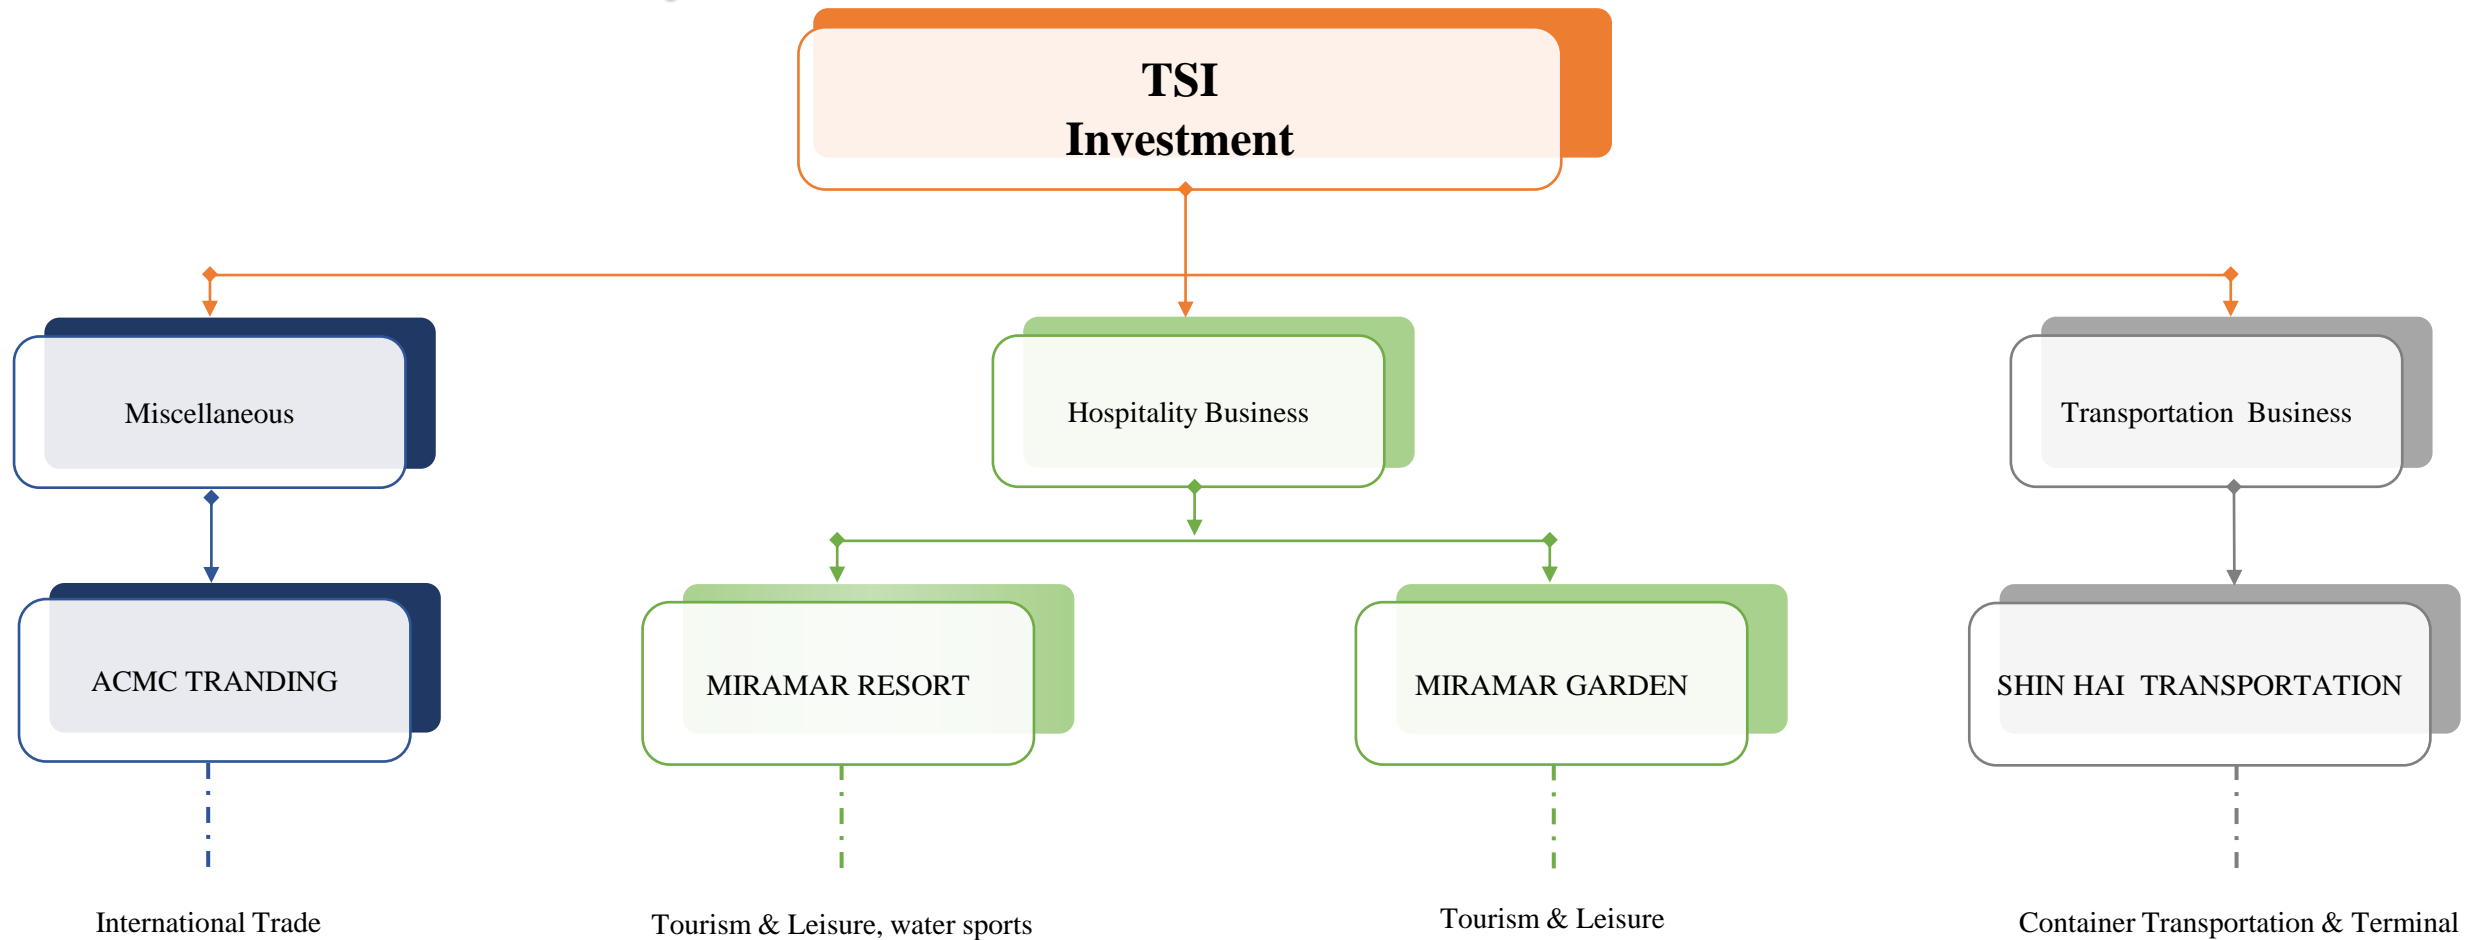 TSI
Investment
Miscellaneous
Hospitality Business
Transportation Business
ACMC TRANDING
MIRAMAR RESORT
MIRAMAR GARDEN
SHIN HAI TRANSPORTATION
International Trade
Tourism & Leisure, water sports
Tourism & Leisure
Container Transportation & Terminal